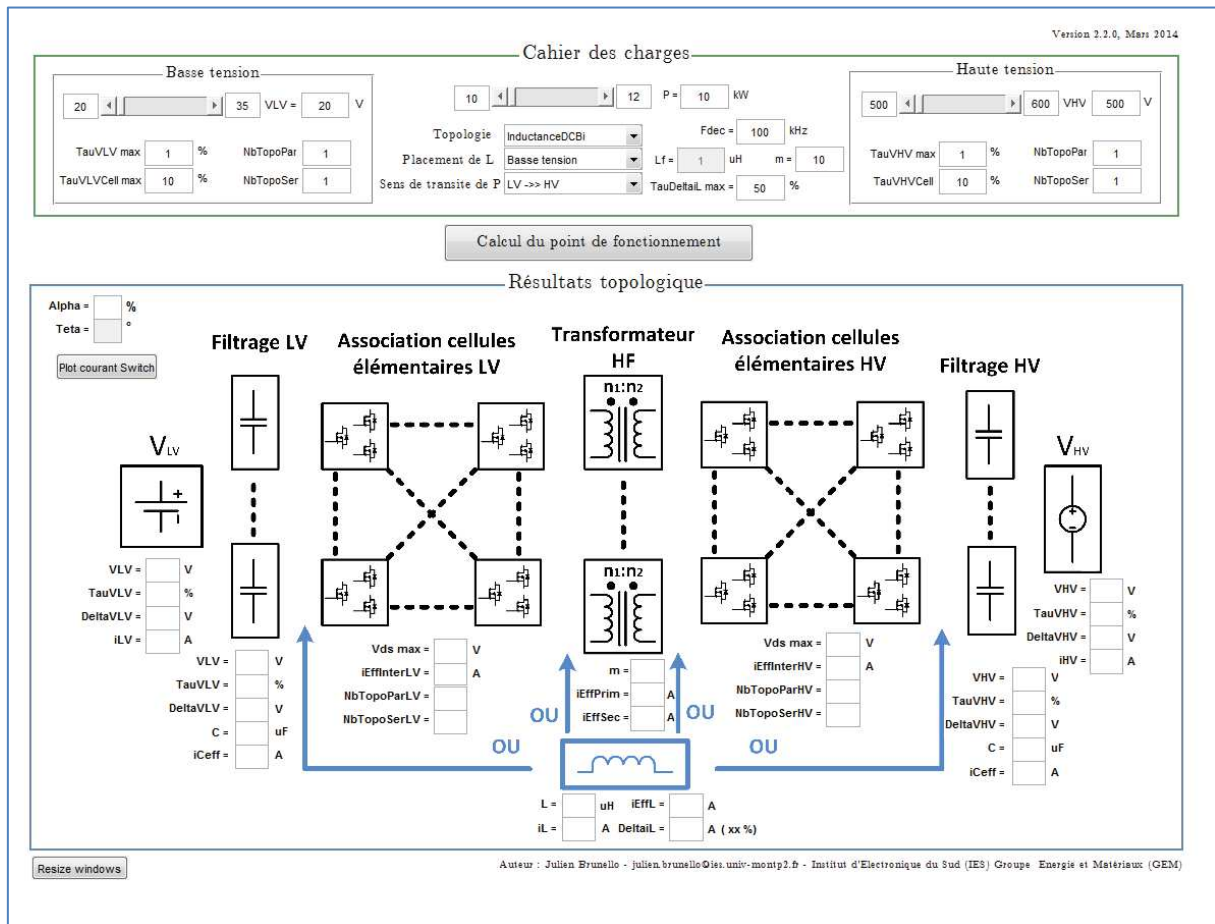 Version 2.2.0, Mars 2014
Cahier des charges
Basse tension
20 35 VLV = 20 V
TauVLV max 1 % NbTopoPar 1
TauVLVCell max 10 % NbTopoSer 1
10 12 P = 10 kW
Topologie InductanceDCBi Fdec = 100 kHz
Placement de L Basse tension Lf = 1 uH m = 10
Sens de transite de P LV ->> HV TauDeltaiL max = 50 %
Haute tension
500 600 VHV 500 V
TauVHV max 1 % NbTopoPar 1
TauVHVCell 10 % NbTopoSer 1
Calcul du point de fonctionnement
Résultats topologique
Alpha = %
Teta = °
Plot courant Switch
Filtrage LV
Association cellules
élémentaires LV
Transformateur
HF
Association cellules
élémentaires HV
Filtrage HV
n1:n2
n1:n2
VLV
+
VHV
+
-
VLV = V
TauVLV = %
DeltaVLV = V
iLV = A
VLV = V
TauVLV = %
DeltaVLV = V
C = uF
iCeff = A
Vds max = V
iEffInterLV = A
NbTopoParLV =
NbTopoSerLV =
m =
iEffPrim = A
iEffSec = A
Vds max = V
iEffInterHV = A
NbTopoParHV =
NbTopoSerHV =
VHV = V
TauVHV = %
DeltaVHV = V
iHV = A
VHV = V
TauVHV = %
DeltaVHV = V
C = uF
iCeff = A
OU
OU
OU
OU
L = uH iEffL = A
iL = A DeltaiL = A ( xx %)
Resize windows
Auteur : Julien Brunello - julien.brunello@ies.univ-montp2.fr - Institut d'Electronique du Sud (IES) Groupe Energie et Matériaux (GEM)